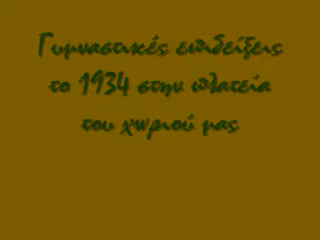 Γυμναστικές επιδείξεις
το 1934 στην πλατεία
του χωριού μας